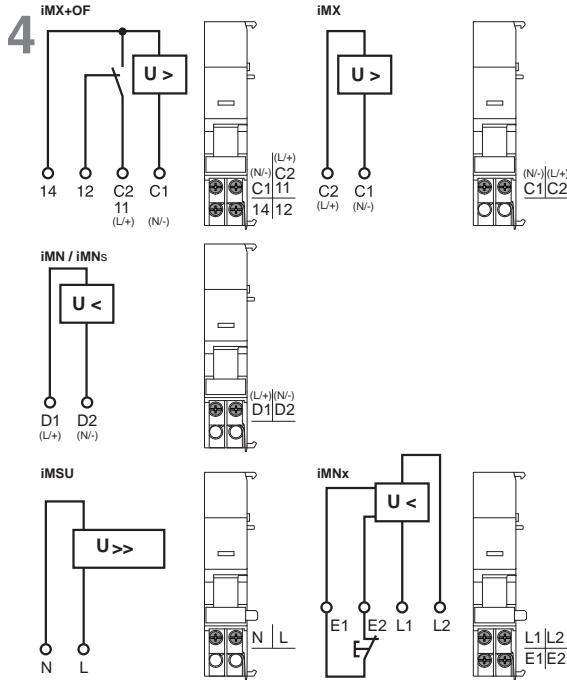 4
iMX+OF
U >
14 12 C2 C1
11
(L/+) (N/-)
(L/+)
(N/-) C2
C1 11
14 12
iMX
U >
C2 C1
(L/+) (N/-)
(N/-) (L/+)
C1 C2
iMN / iMNs
U <
D1 D2
(L/+) (N/-)
(L/+) (N/-)
D1 D2
iMSU
U >>
N L
N L
iMNx
U <
E1 E2 L1 L2
L1 L2
E1 E2